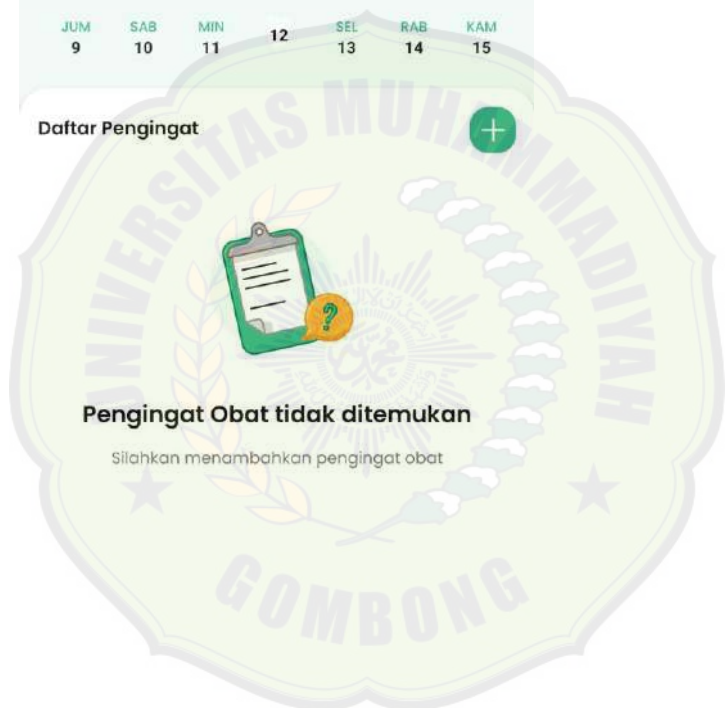 JUM SAB MIN SEL RAB KAM
9 10 11 12 13 14 15
Daftar Pengingat
Pengingat Obat tidak ditemukan
Silahkan menambahkan pengingat obat
UNIVERSITAS MUHAMMADIYAH
GOMBONG